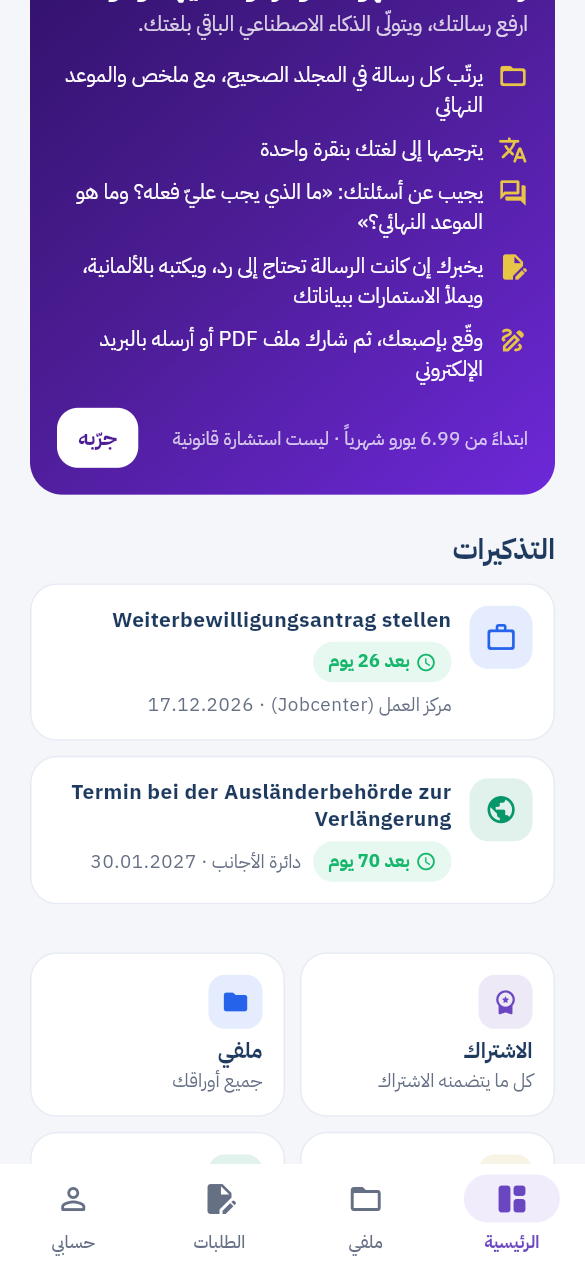 ارفع رسالتك، ويتولّى الذكاء الاصطناعي الباقي بلغتك.
يرتّب كل رسالة في المجلد الصحيح، مع ملخص والموعد
النهائي
يترجمها إلى لغتك بنقرة واحدة
يجيب عن أسئلتك: «ما الذي يجب عليّ فعله؟ وما هو
الموعد النهائي؟»
يخبرك إن كانت الرسالة تحتاج إلى رد، ويكتبه بالألمانية،
ويملأ الاستمارات ببياناتك
وقّع بإصبعك، ثم شارك ملف PDF أو أرسله بالبريد
الإلكتروني
ابتداءً من 6.99 يورو شهرياً · ليست استشارة قانونية
جرّبه
التذكيرات
Weiterbewilligungsantrag stellen
بعد 26 يوم
مركز العمل (Jobcenter) · 17.12.2026
Termin bei der Ausländerbehörde zur
Verlängerung
بعد 70 يوم
دائرة الأجانب · 30.01.2027
الاشتراك
كل ما يتضمنه الاشتراك
ملفي
جميع أوراقك
الرئيسية
ملفي
الطلبات
حسابي